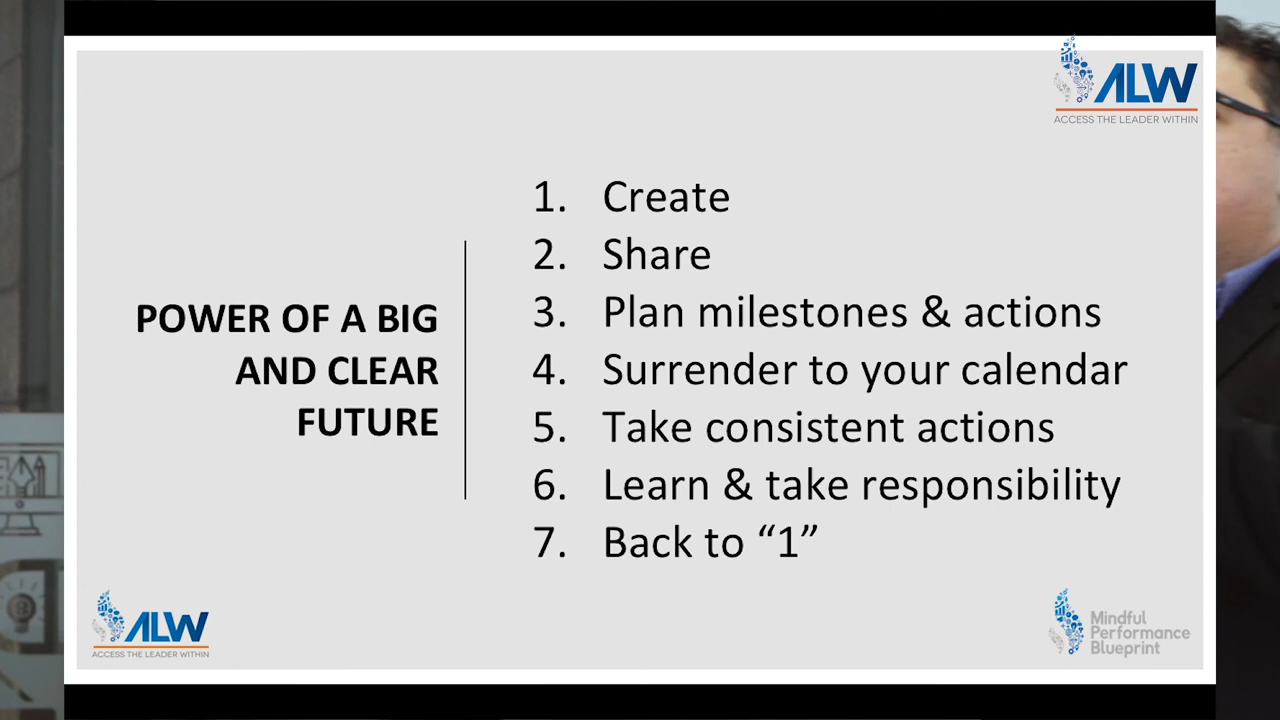 ALW
ACCESS THE LEADER WITHIN
POWER OF A BIG
AND CLEAR
FUTURE
1. Create
2. Share
3. Plan milestones & actions
4. Surrender to your calendar
5. Take consistent actions
6. Learn & take responsibility
7. Back to “1”
ALW
ACCESS THE LEADER WITHIN
Mindful
Performance
Blueprint